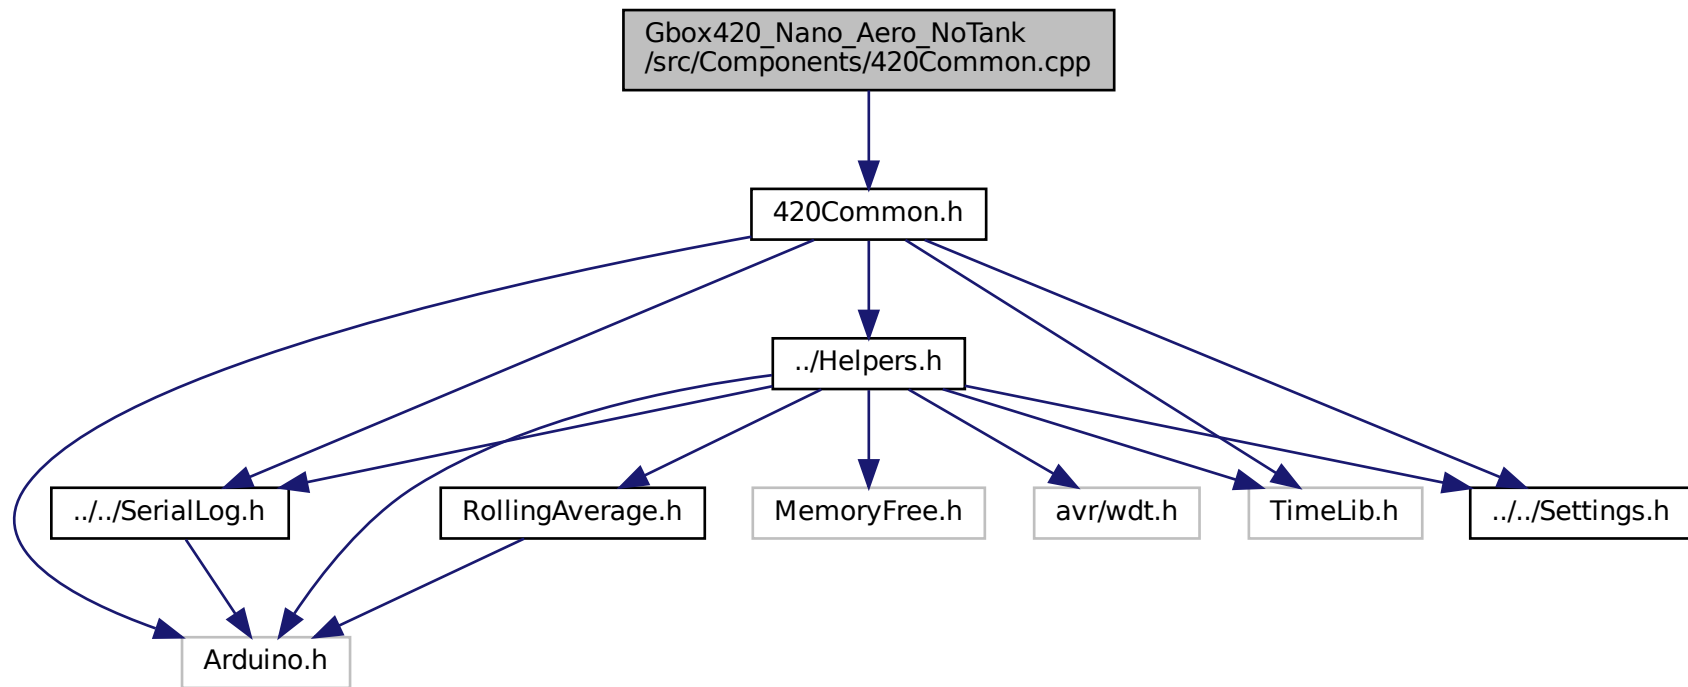 Gbox420_Nano_Aero_NoTank
/src/Components/420Common.cpp
420Common.h
../Helpers.h
../../SerialLog.h
RollingAverage.h
MemoryFree.h
avr/wdt.h
TimeLib.h
../../Settings.h
Arduino.h